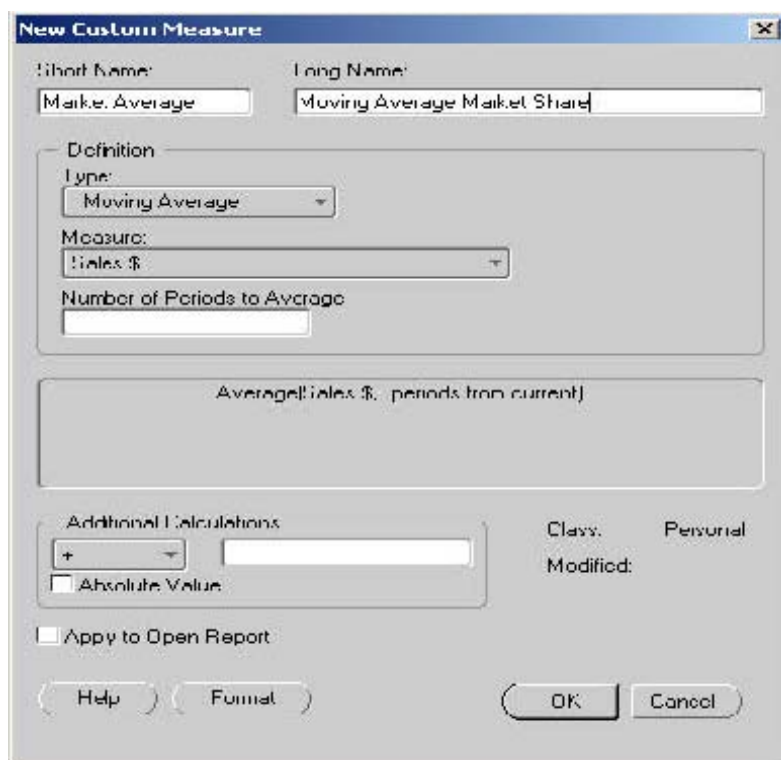 New Custom Measure
Short Name: Long Name:
Market Average Moving Average Market Share
Definition
Type:
Moving Average
Measure:
Sales $
Number of Periods to Average
Average(Sales $, periods from current)
Additional Calculations
+
Absolute Value
Class: Personal
Modified:
Appy to Open Report
Help Format OK Cancel